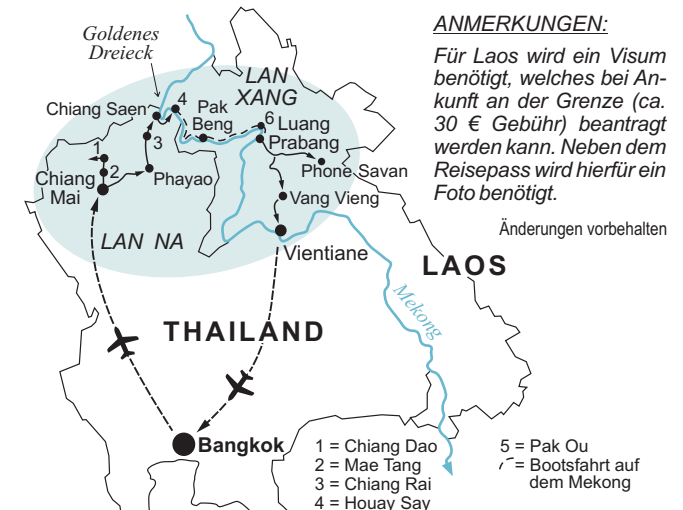 Goldenes
Dreieck
LAN
XANG
Chiang Saen
4
Pak
Beng
6
Luang
Prabang
1
3
2
Chiang
Mai
Phayao
Phone Savan
Vang Vieng
LAN NA
Vientiane
LAOS
Mekong
THAILAND
Bangkok
ANMERKUNGEN:
Für Laos wird ein Visum
benötigt, welches bei An-
kunft an der Grenze (ca.
30 € Gebühr) beantragt
werden kann. Neben dem
Reisepass wird hierfür ein
Foto benötigt.
Änderungen vorbehalten
1 = Chiang Dao
2 = Mae Tang
3 = Chiang Rai
4 = Houay Say
5 = Pak Ou
= Bootsfahrt auf
dem Mekong